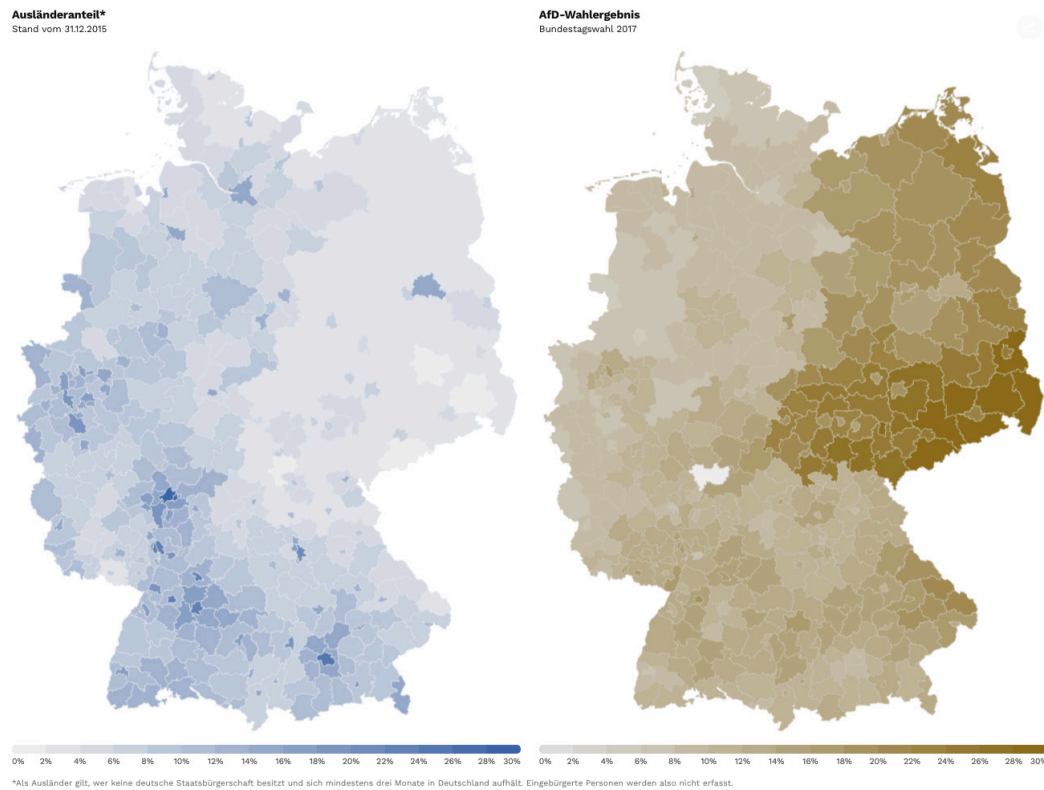 Ausländeranteil*
Stand vom 31.12.2015
AfD-Wahlergebnis
Bundestagswahl 2017
0% 2% 4% 6% 8% 10% 12% 14% 16% 18% 20% 22% 24% 26% 28% 30%
0% 2% 4% 6% 8% 10% 12% 14% 16% 18% 20% 22% 24% 26% 28% 30%
*Als Ausländer gilt, wer keine deutsche Staatsbürgerschaft besitzt und sich mindestens drei Monate in Deutschland aufhält. Eingebürgerte Personen werden also nicht erfasst.